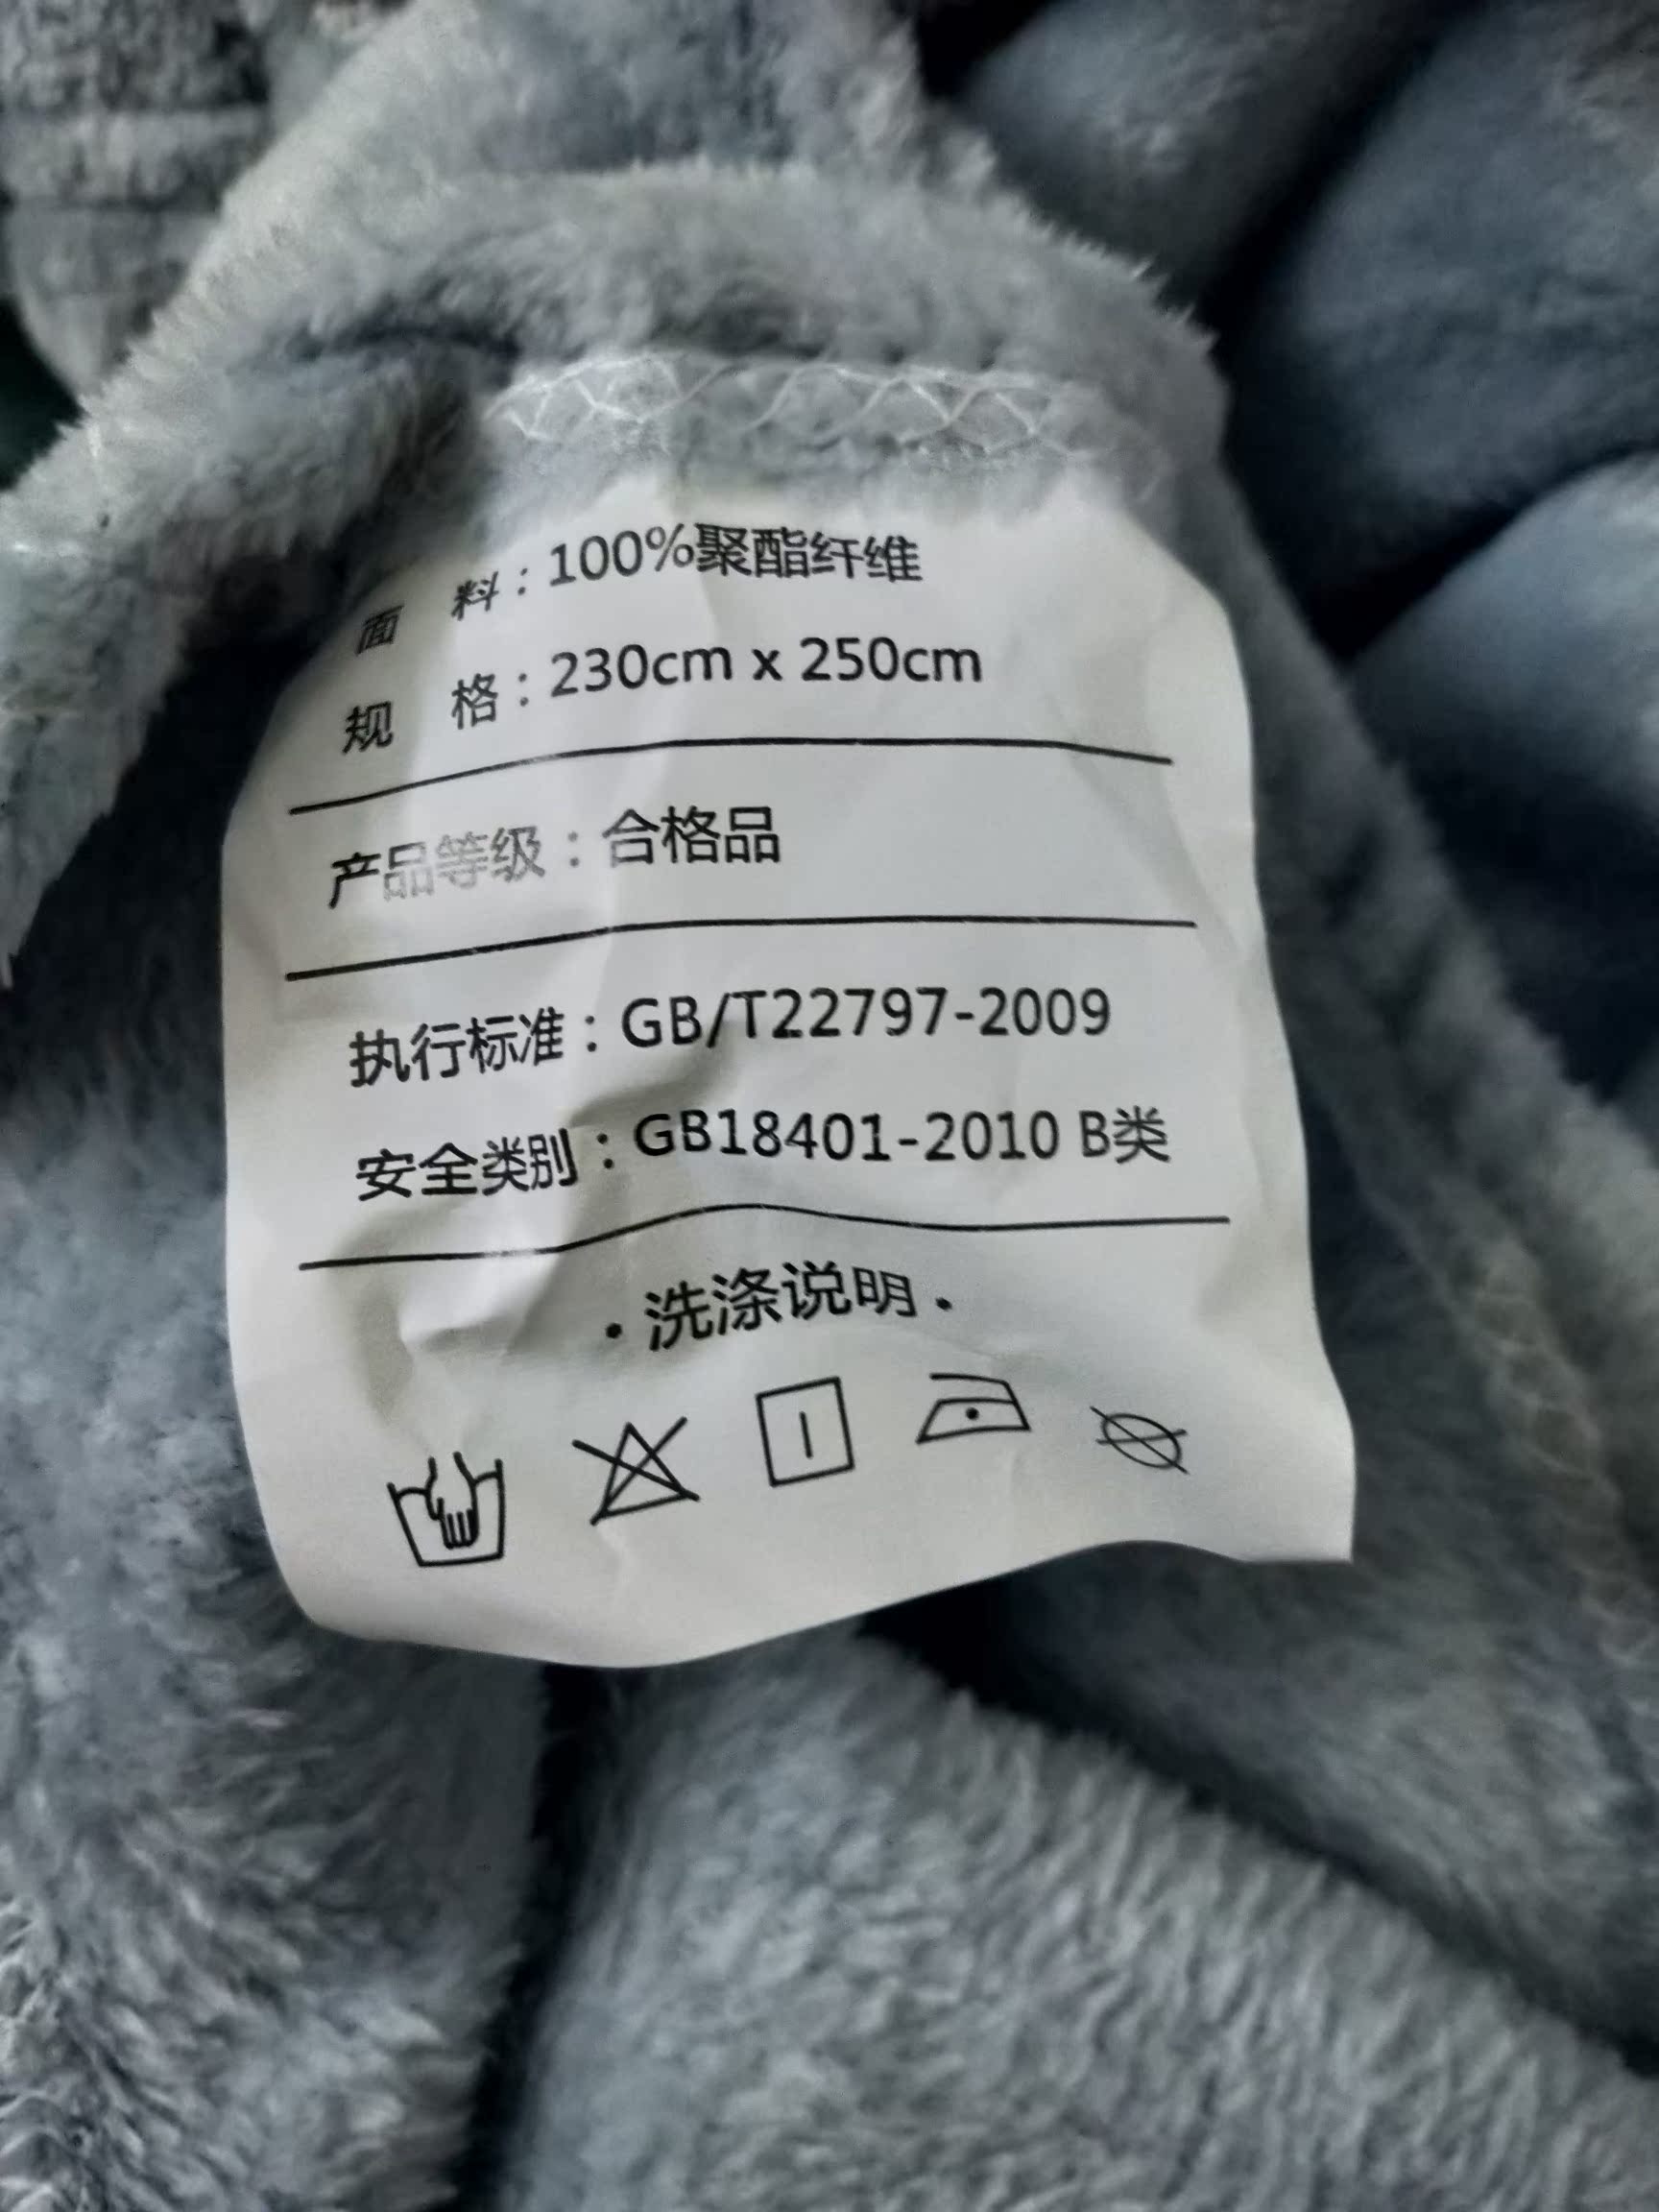 面 料：100%聚酯纤维
规 格：230cm x 250cm
产品等级：合格品
执行标准：GB/T22797-2009
安全类别：GB18401-2010 B类
·洗涤说明·